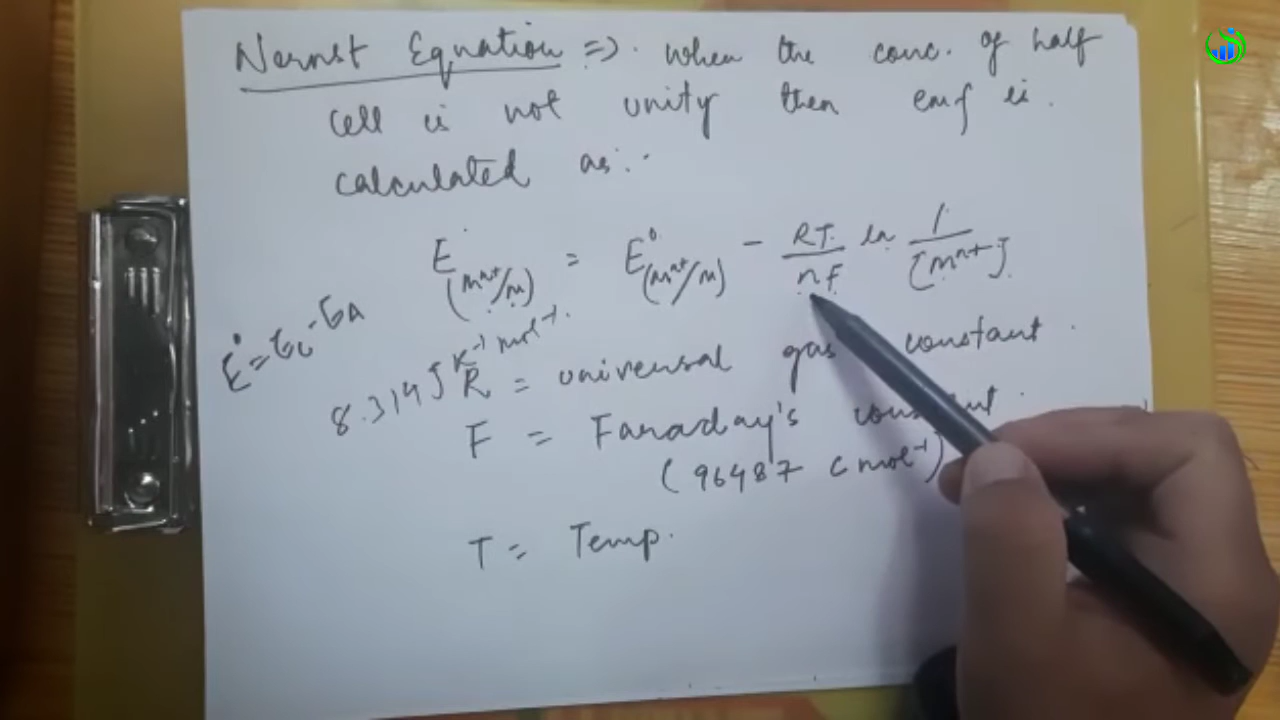 Nernst Equation => when the conc. of half
cell is not unity then emf is
calculated as:-
E(Mⁿ⁺/M) = E⁰(Mⁿ⁺/M) - RT/nF ln 1/[Mⁿ⁺]
E° = Ec - EA
8.314 J K⁻¹ mol⁻¹
R = universal gas constant.
F = Faraday's constant.
(96487 C mol⁻¹)
T = Temp.